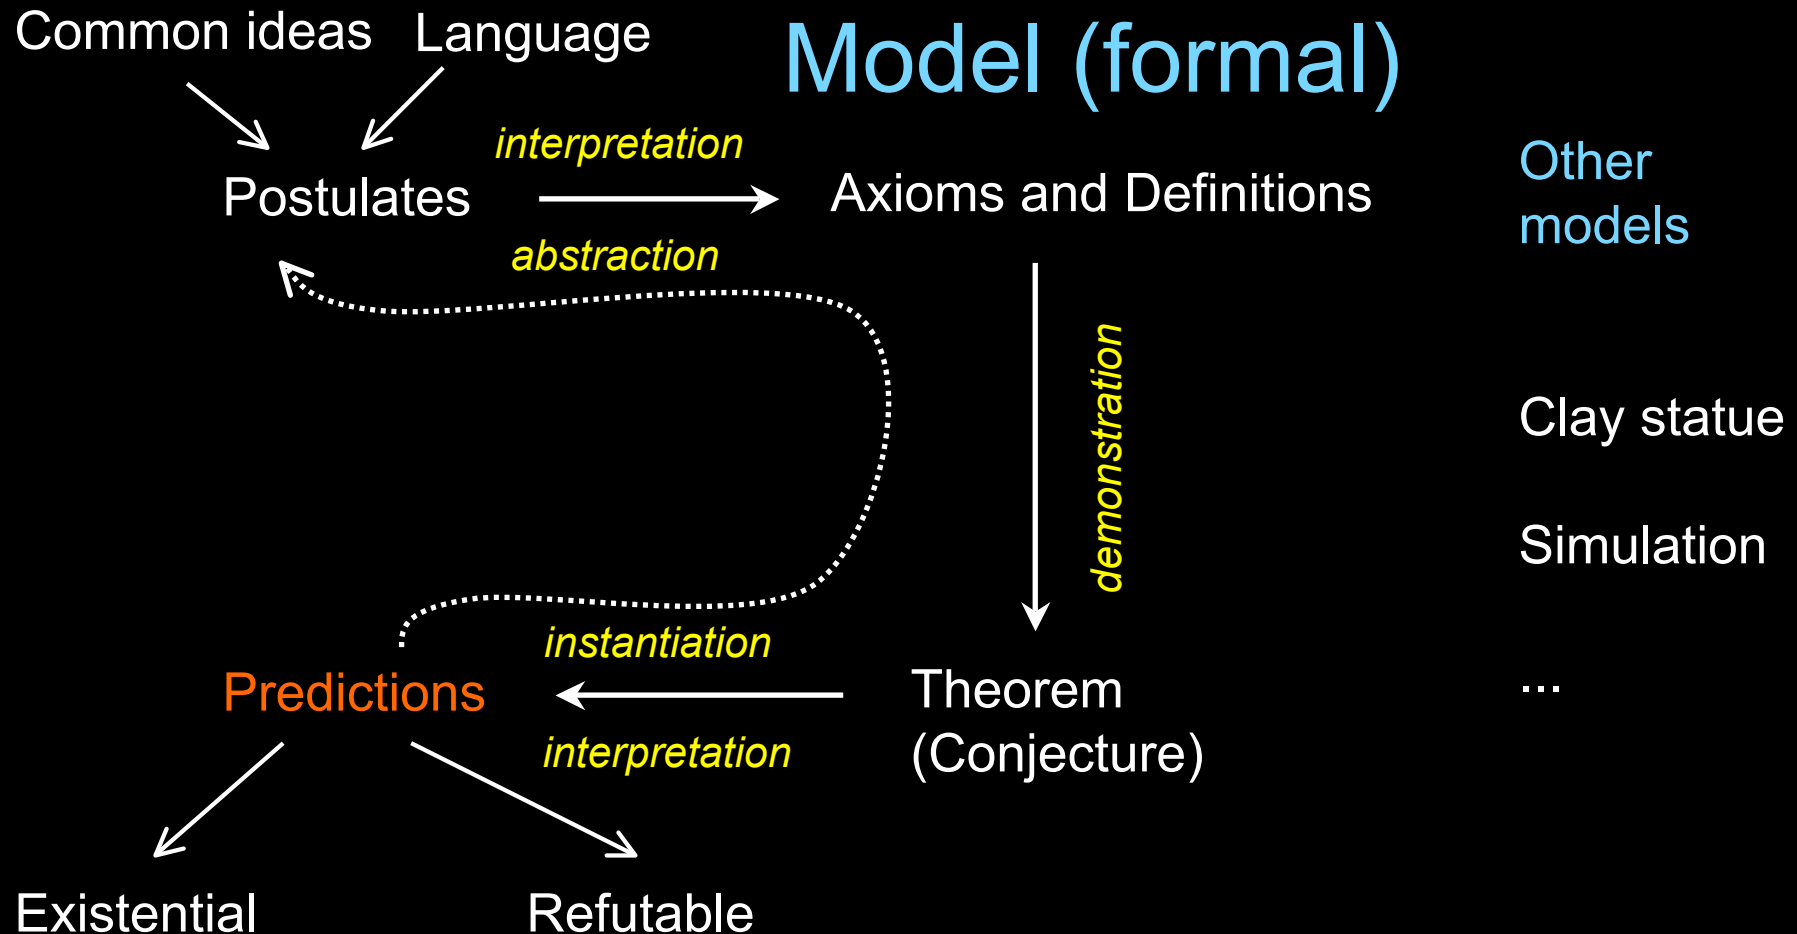 Common ideas
Language
Model (formal)
interpretation
Postulates
Axioms and Definitions
abstraction
Other
models
demonstration
Clay statue
Simulation
...
instantiation
Predictions
Theorem
(Conjecture)
interpretation
Existential
Refutable